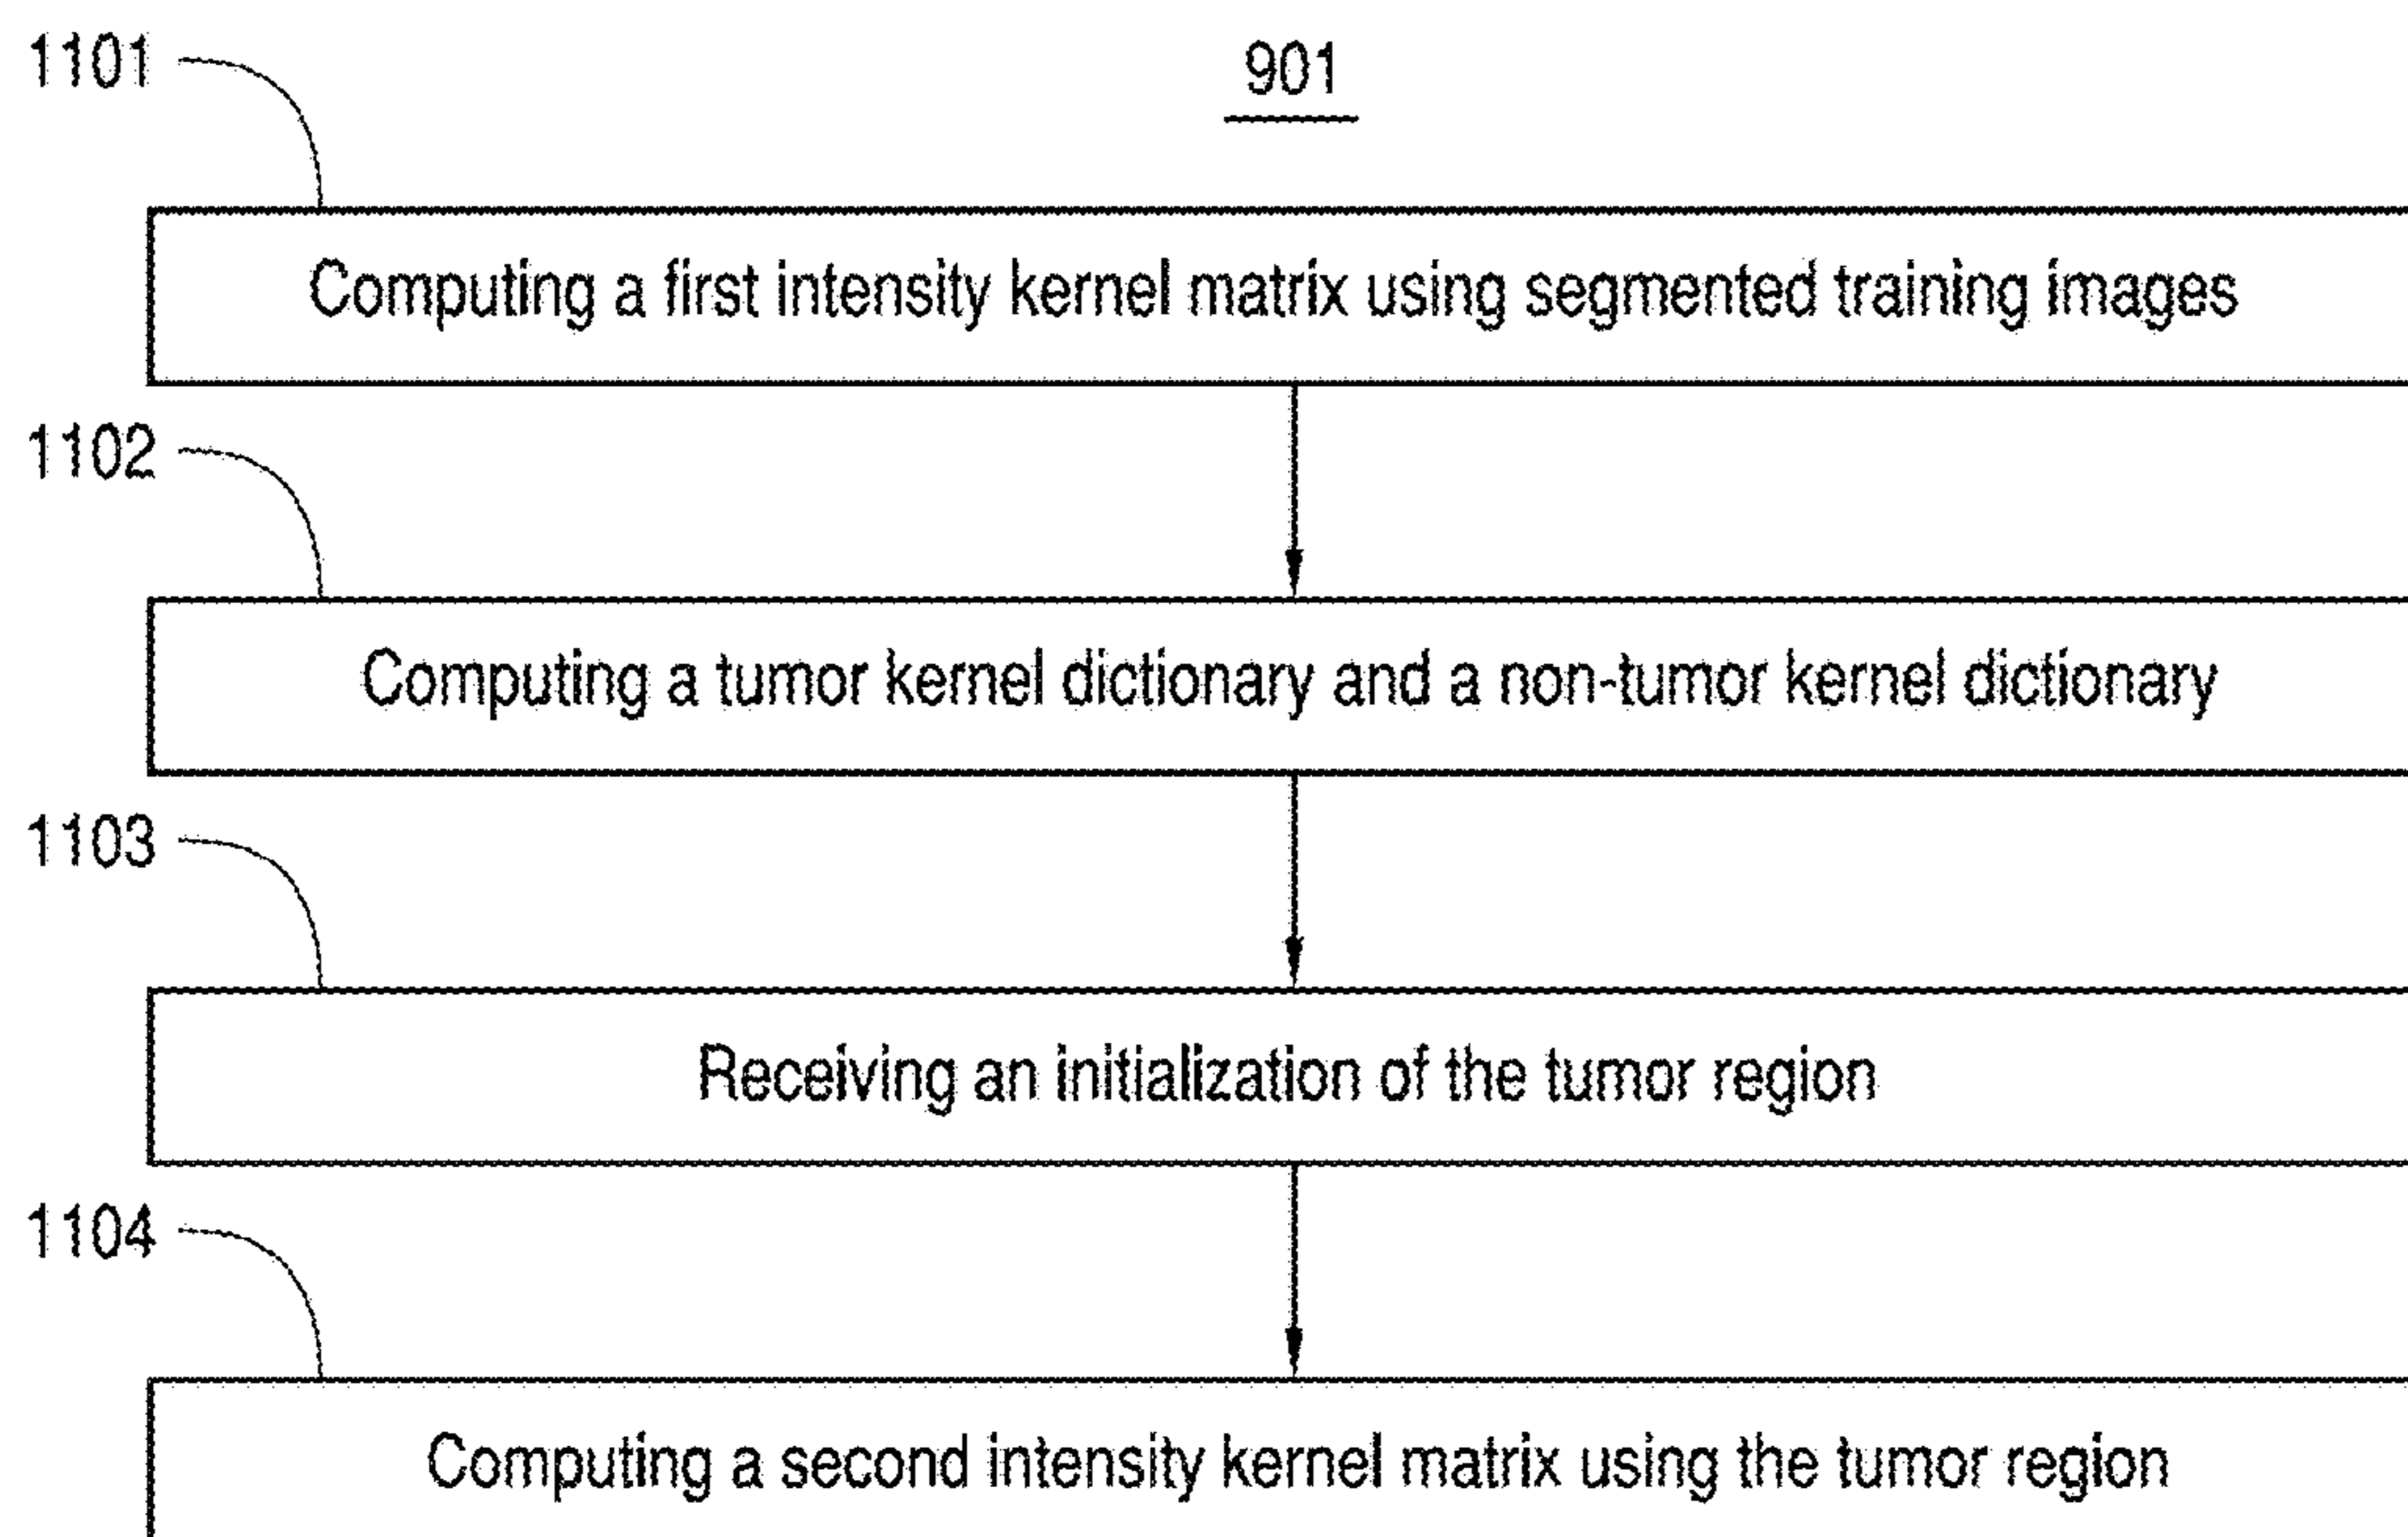 1101
901
Computing a first intensity kernel matrix using segmented training images
1102
Computing a tumor kernel dictionary and a non-tumor kernel dictionary
1103
Receiving an initialization of the tumor region
1104
Computing a second intensity kernel matrix using the tumor region